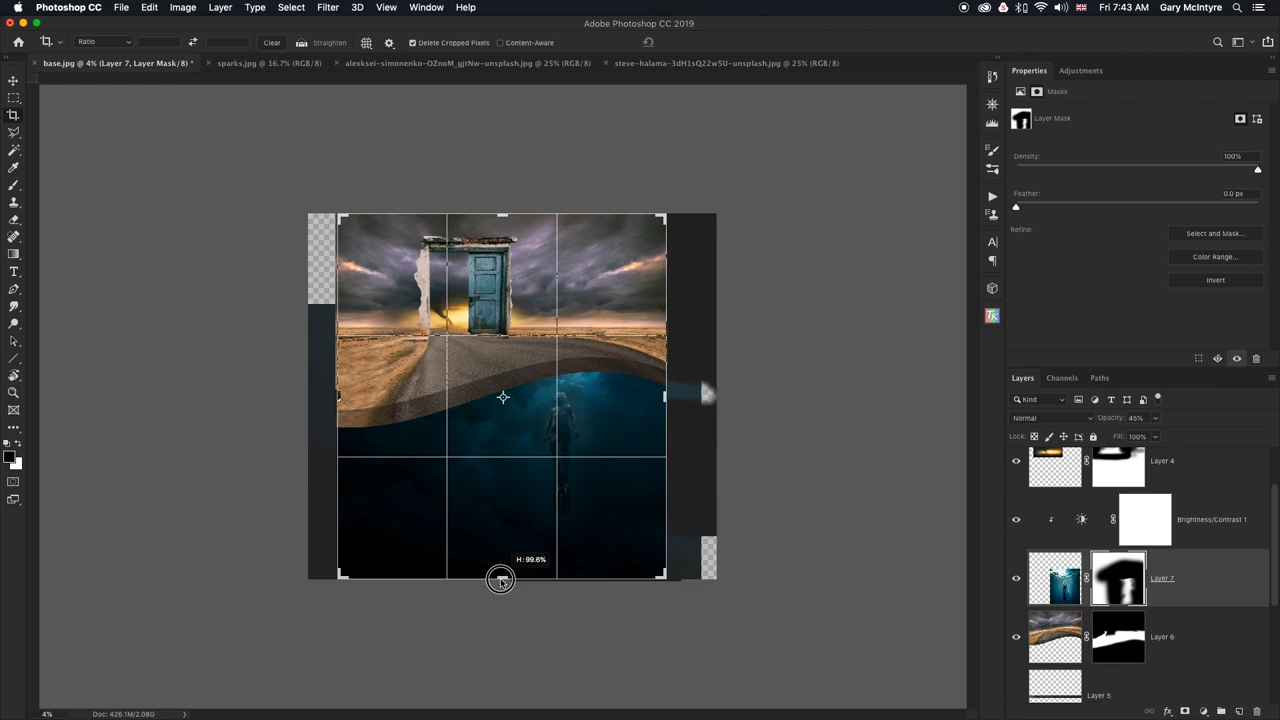 Photoshop File Edit Image Layer Type Select Filter 3D View Window Help Fri 7:43 AM Gary McIntyre
Adobe Photoshop CC 2019
Ratio Clear Straighten Delete Cropped Pixels Content-Aware
base.jpg @ 4% (Layer 7, Layer Mask/8) * sparks.jpg @ 16.7% (RGB/8) alexksei-simonenko-OZnoM_gjtNw-unsplash.jpg @ 25% (RGB/8) steve-halama-3dH1sQ22w5U-unsplash.jpg @ 25% (RGB/8)
Properties Adjustments
Masks
Layer Mask
Density: 100%
Feather: 0.0 px
Refine: Select and Mask...
Color Range...
Invert
Layers Channels Paths
Kind
Normal Opacity: 45%
Lock: Fill: 100%
Layer 4
Brightness/Contrast 1
H: 99.6%
Layer 7
Layer 6
Layer 5
4% Doc: 426.1M/2.08G